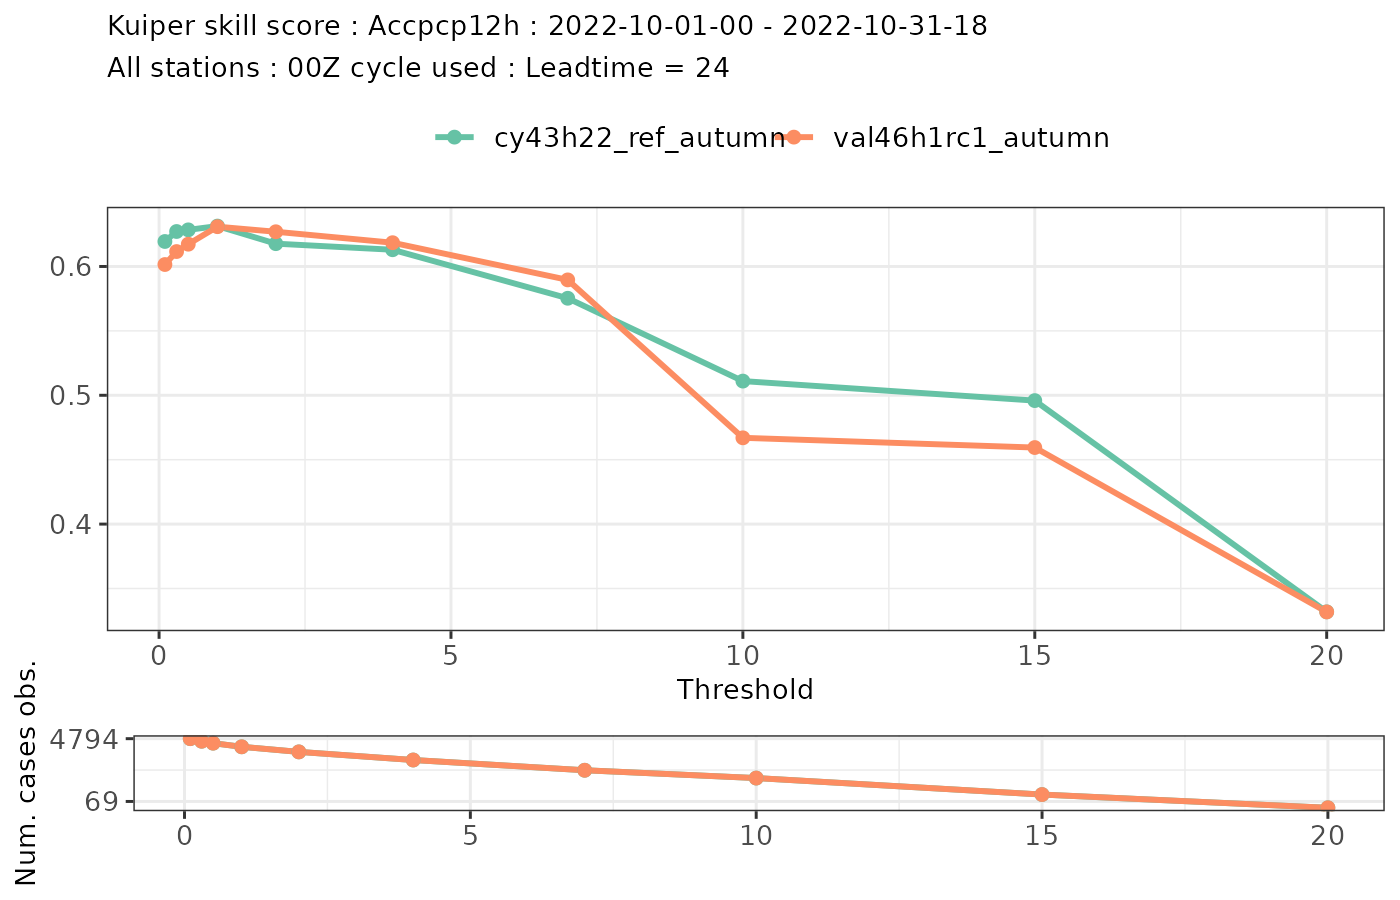 Kuiper skill score : Accpcp12h : 2022-10-01-00 - 2022-10-31-18
All stations : 00Z cycle used : Leadtime = 24
cy43h22_ref_autumn val46h1rc1_autumn
0.6
0.5
0.4
0 5 10 15 20
Threshold
Num. cases obs.
4794
69
0 5 10 15 20